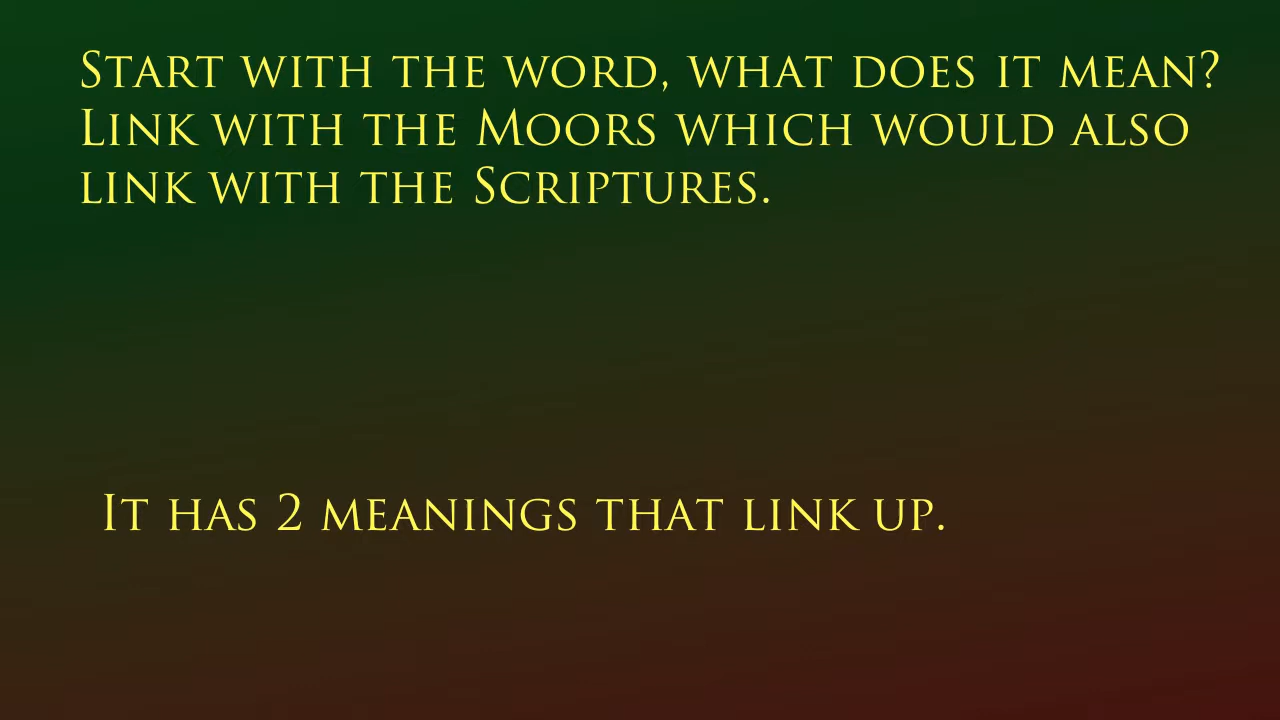 Start with the word, what does it mean?
Link with the Moors which would also
link with the Scriptures.
It has 2 meanings that link up.